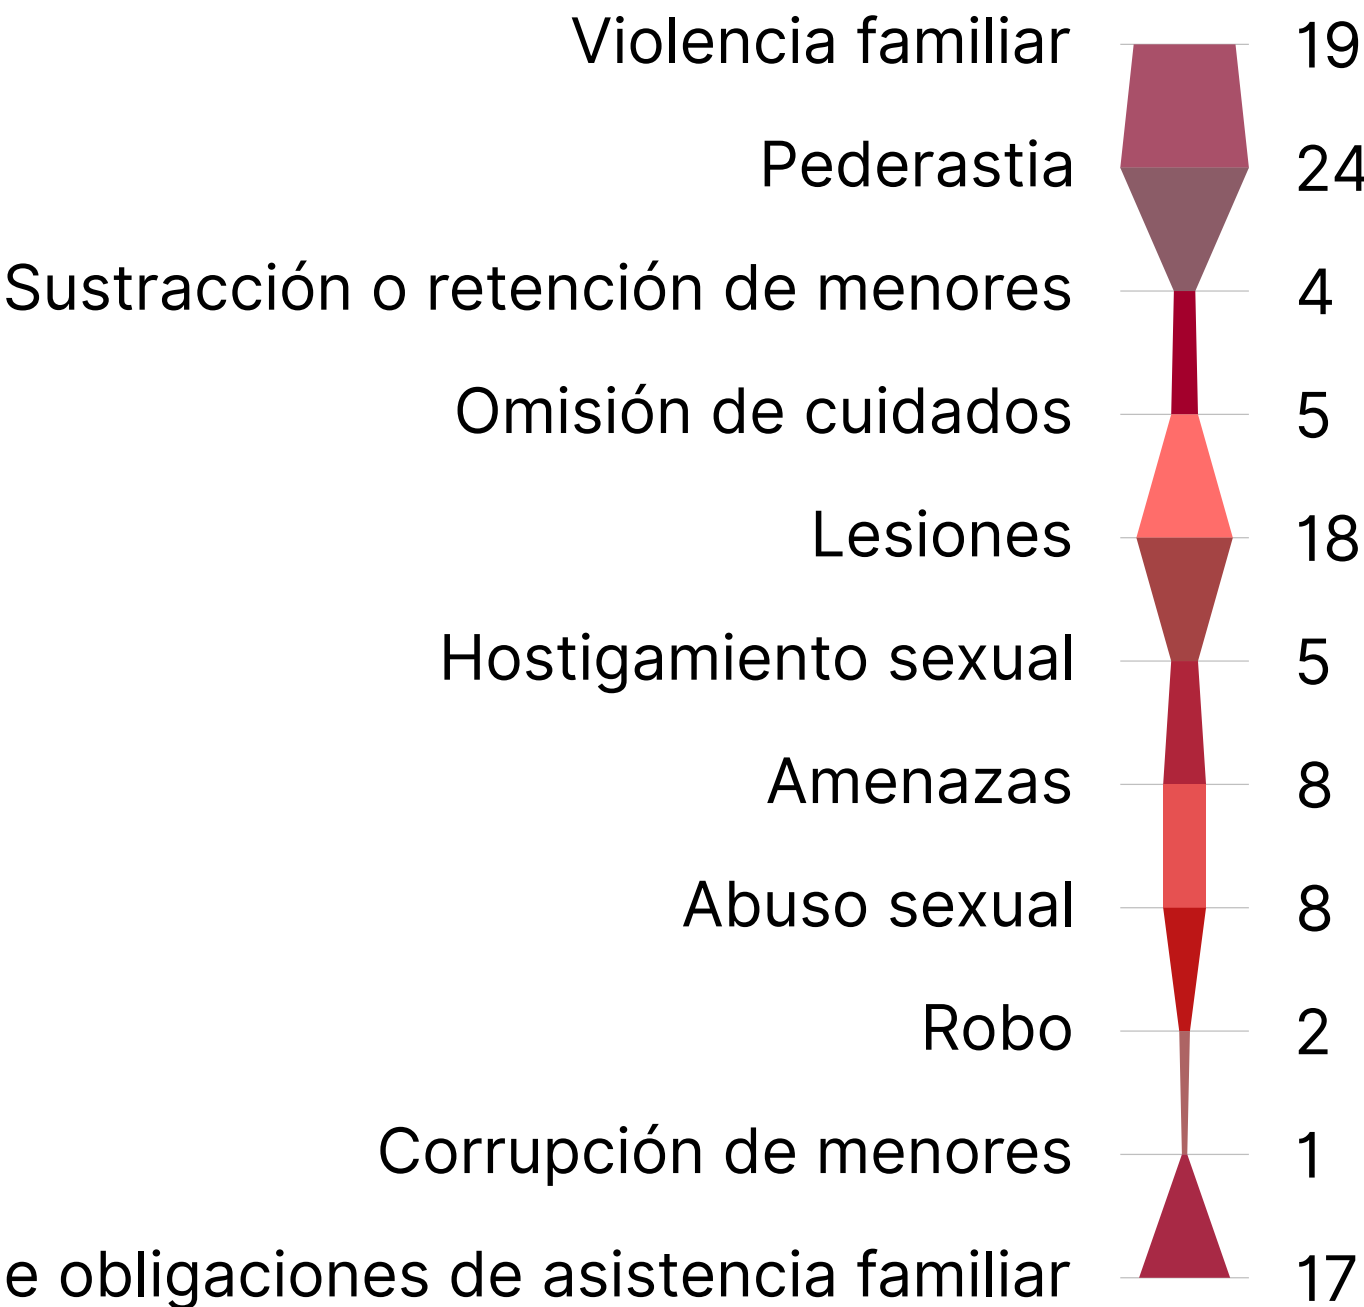 Violencia familiar 19
Pederastia 24
Sustracción o retención de menores 4
Omisión de cuidados 5
Lesiones 18
Hostigamiento sexual 5
Amenazas 8
Abuso sexual 8
Robo 2
Corrupción de menores 1
e obligaciones de asistencia familiar 17